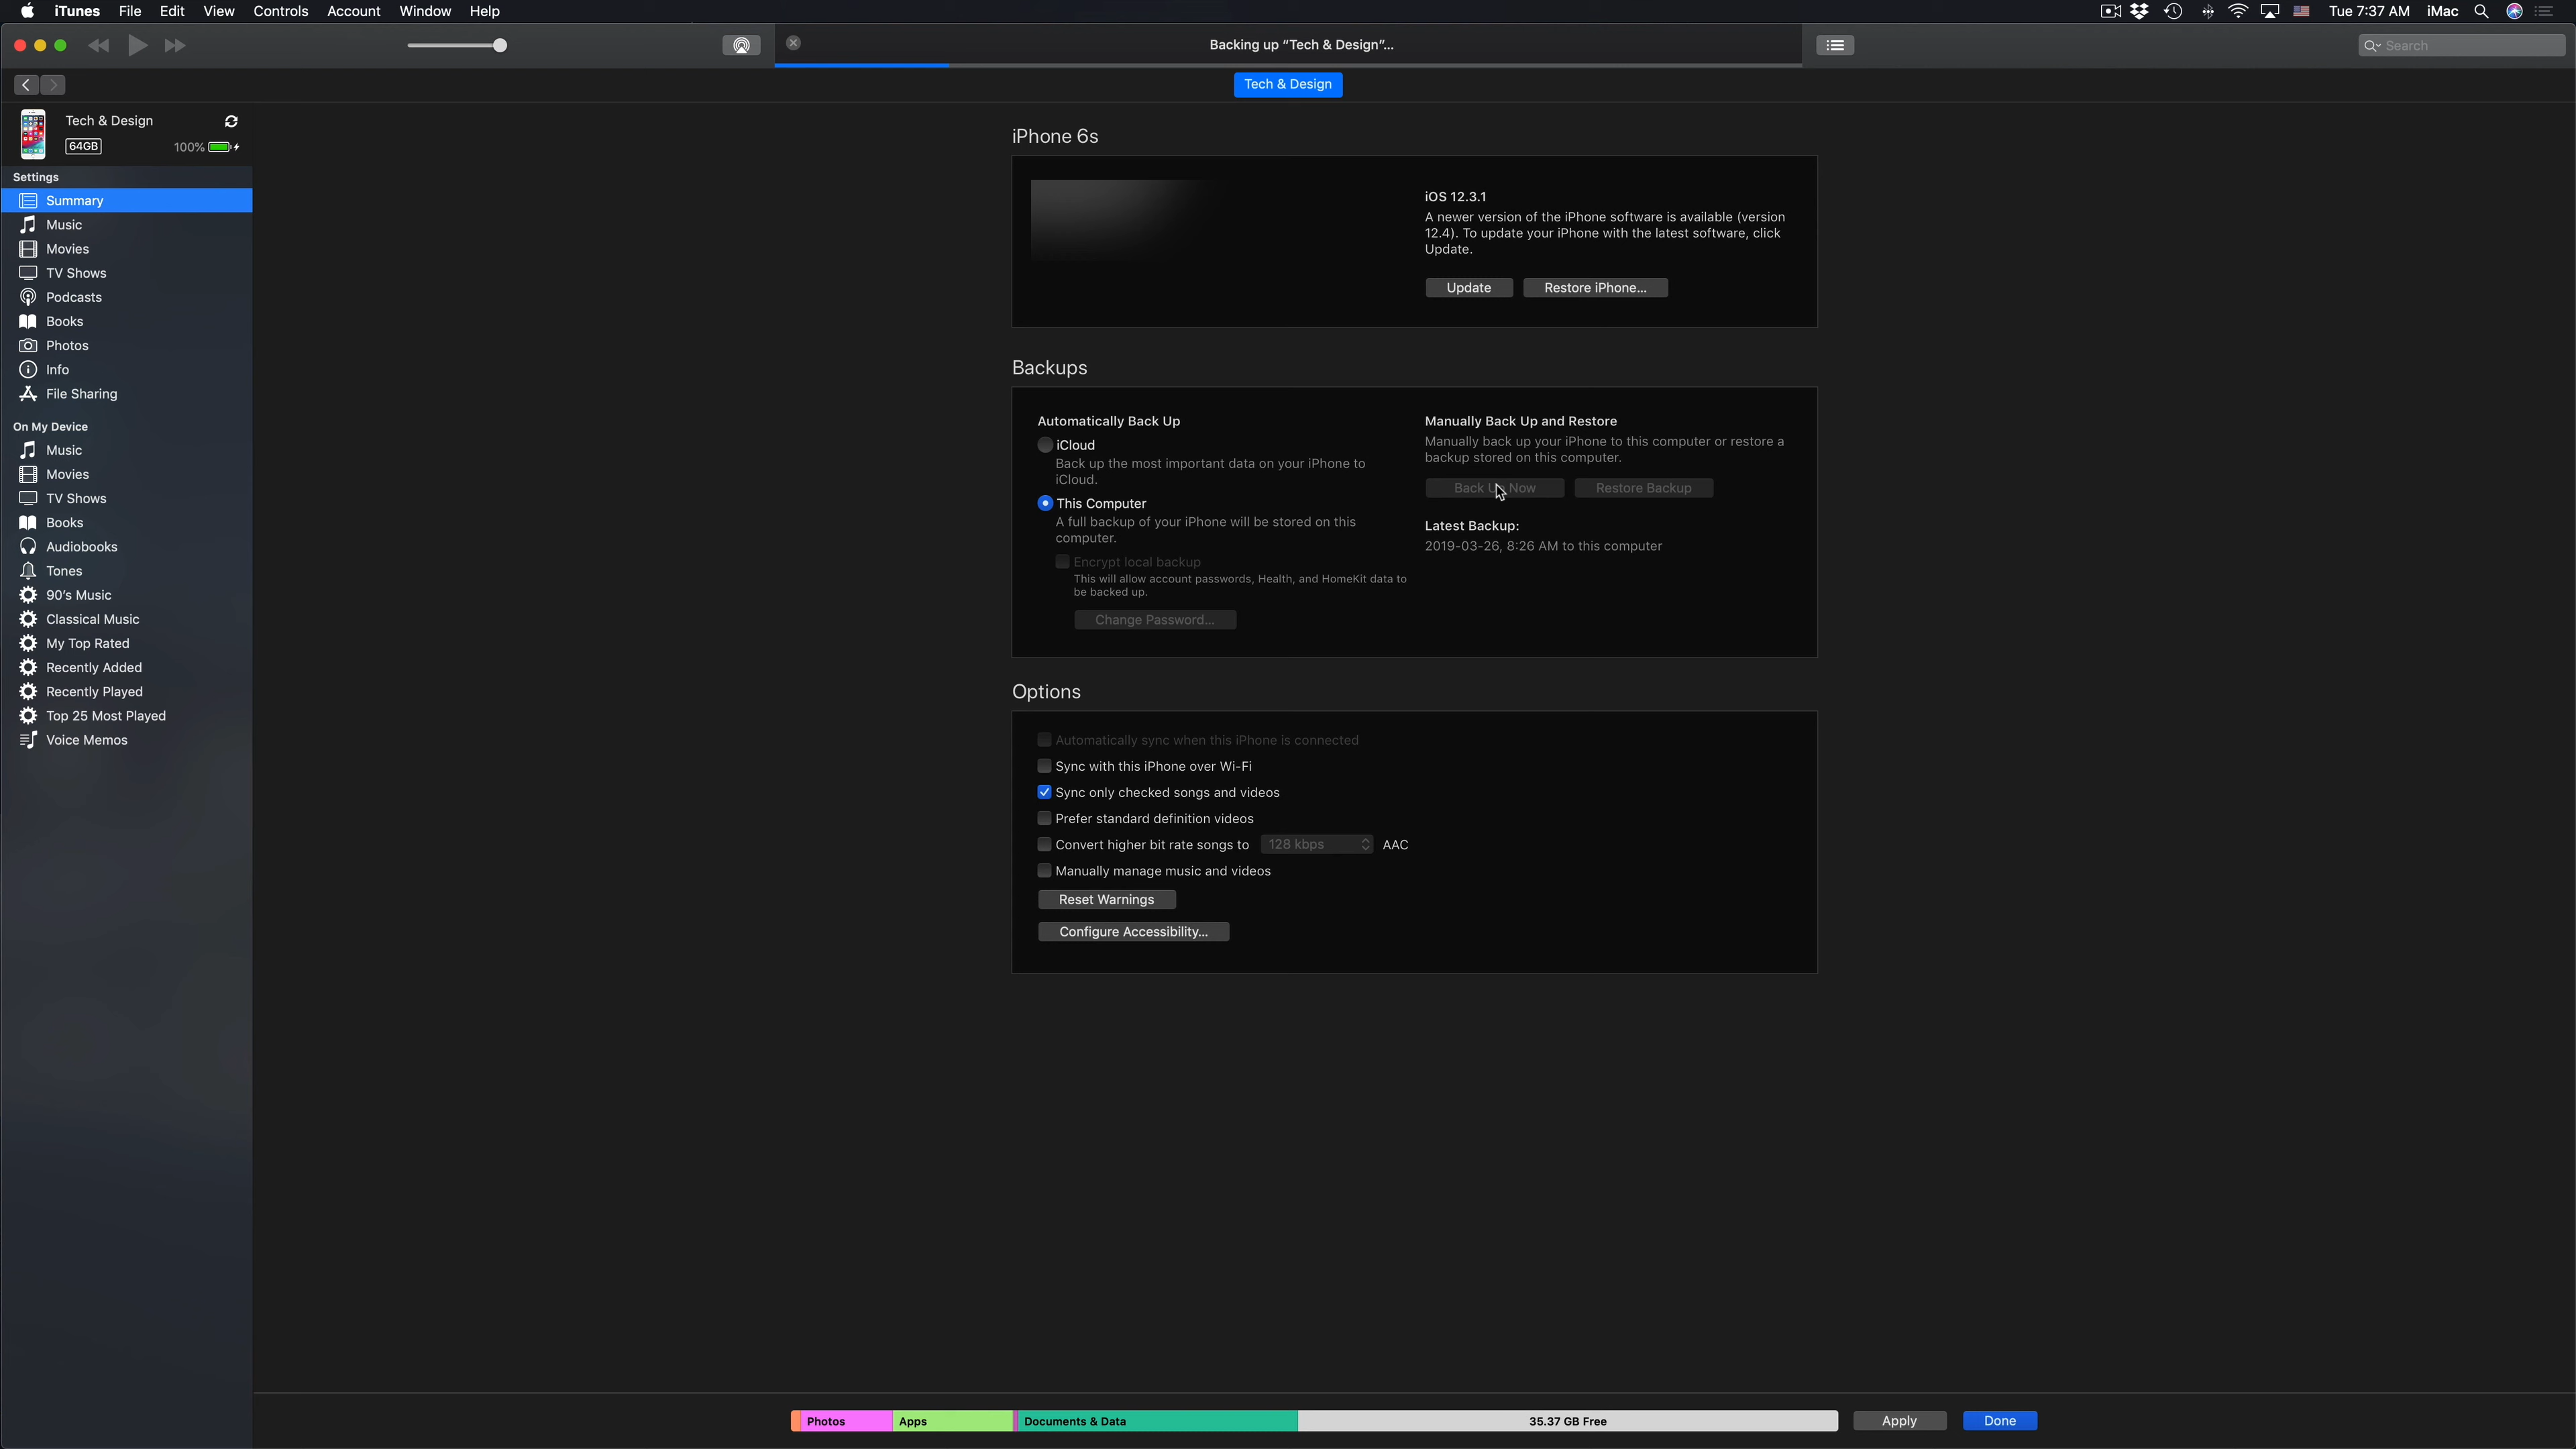 iTunes File Edit View Controls Account Window Help
Tue 7:37 AM iMac
Backing up “Tech & Design”...
Search
Tech & Design
Tech & Design
64GB
100%
Settings
Summary
Music
Movies
TV Shows
Podcasts
Books
Photos
Info
File Sharing
On My Device
Music
Movies
TV Shows
Books
Audiobooks
Tones
90’s Music
Classical Music
My Top Rated
Recently Added
Recently Played
Top 25 Most Played
Voice Memos
iPhone 6s
iOS 12.3.1
A newer version of the iPhone software is available (version
12.4). To update your iPhone with the latest software, click
Update.
Update
Restore iPhone...
Backups
Automatically Back Up
iCloud
Back up the most important data on your iPhone to
iCloud.
This Computer
A full backup of your iPhone will be stored on this
computer.
Encrypt local backup
This will allow account passwords, Health, and HomeKit data to
be backed up.
Change Password...
Manually Back Up and Restore
Manually back up your iPhone to this computer or restore a
backup stored on this computer.
Back Up Now
Restore Backup
Latest Backup:
2019-03-26, 8:26 AM to this computer
Options
Automatically sync when this iPhone is connected
Sync with this iPhone over Wi-Fi
Sync only checked songs and videos
Prefer standard definition videos
Convert higher bit rate songs to 128 kbps AAC
Manually manage music and videos
Reset Warnings
Configure Accessibility...
Photos
Apps
Documents & Data
35.37 GB Free
Apply
Done